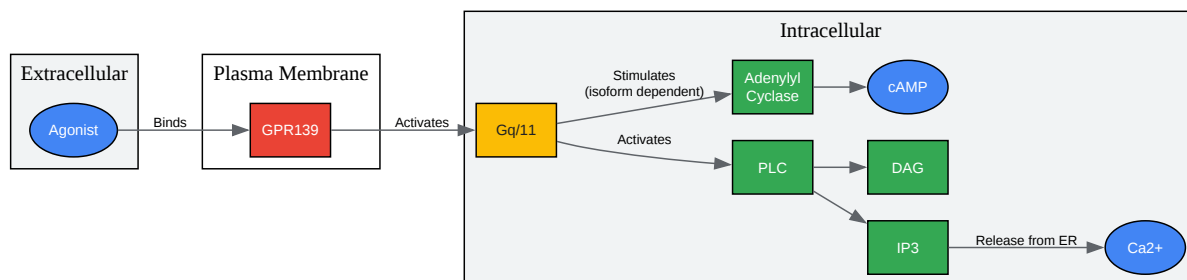 Extracellular
Agonist
Binds
Plasma Membrane
GPR139
Activates
Intracellular
Gq/11
Stimulates
(isoform dependent)
Adenylyl
Cyclase
cAMP
Activates
PLC
DAG
IP3
Release from ER
Ca2+